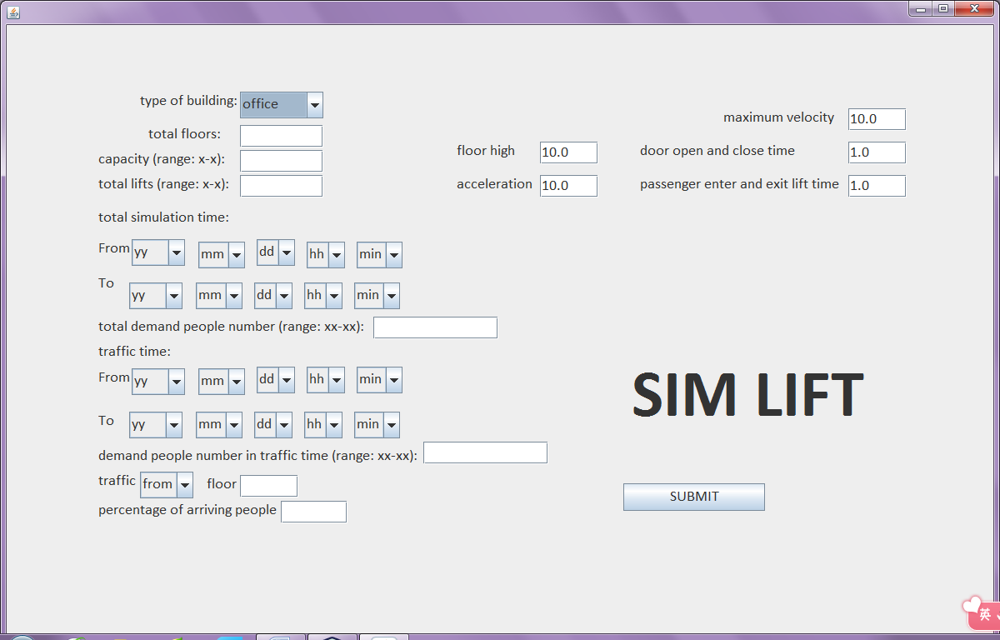 type of building: office
total floors:
capacity (range: x-x):
total lifts (range: x-x):
maximum velocity 10.0
floor high 10.0 door open and close time 1.0
acceleration 10.0 passenger enter and exit lift time 1.0
total simulation time:
From yy mm dd hh min
To yy mm dd hh min
total demand people number (range: xx-xx):
traffic time:
From yy mm dd hh min
To yy mm dd hh min
SIM LIFT
demand people number in traffic time (range: xx-xx):
traffic from floor
percentage of arriving people
SUBMIT
英